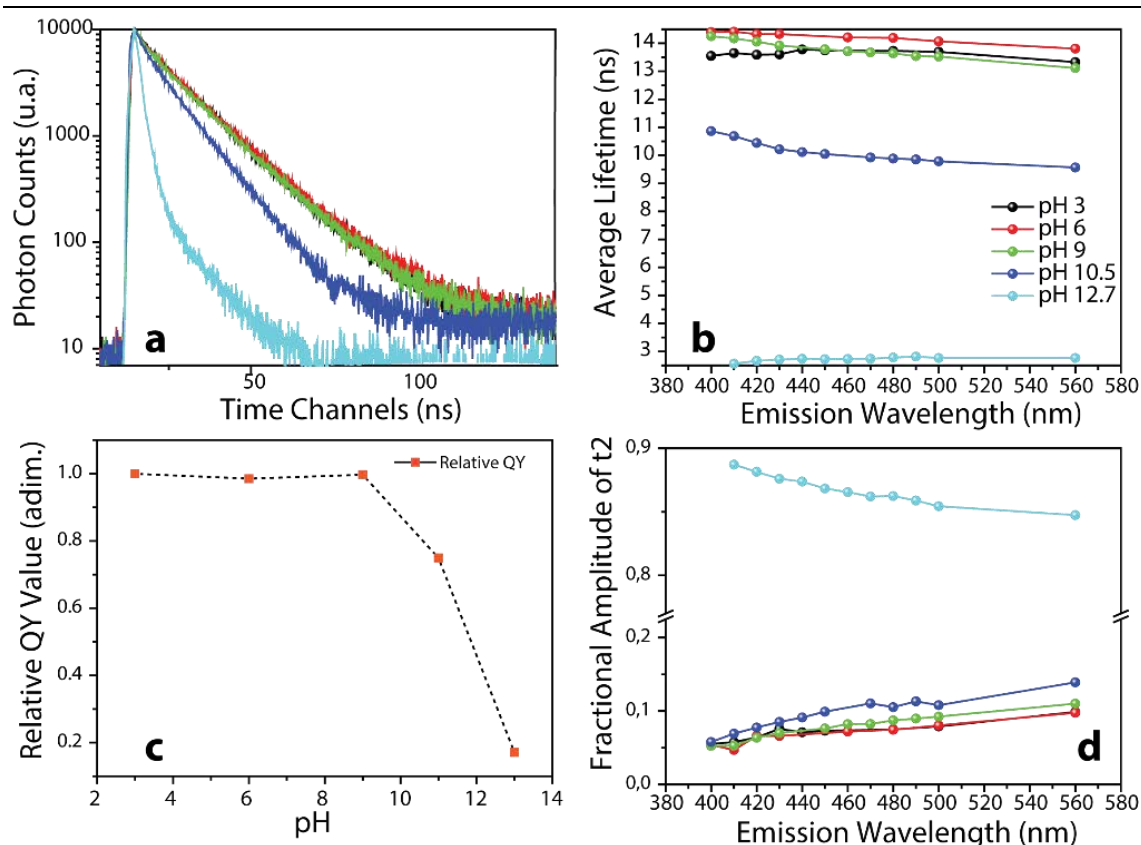 10000
1000
100
10
Photon Counts (u.a.)
a
50
100
Time Channels (ns)
14
13
11
10
9
7
6
5
3
Average Lifetime (ns)
pH 3
pH 6
pH 9
pH 10.5
pH 12.7
b
380 400 420 440 460 480 500 520 540 560 580
Emission Wavelength (nm)
1.0
0.8
0.6
0.4
0.2
Relative QY Value (adim.)
Relative QY
c
2 4 6 8 10 12 14
pH
0,9
0,8
0,2
0,1
0,0
Fractional Amplitude of t2
d
380 400 420 440 460 480 500 520 540 560 580
Emission Wavelength (nm)